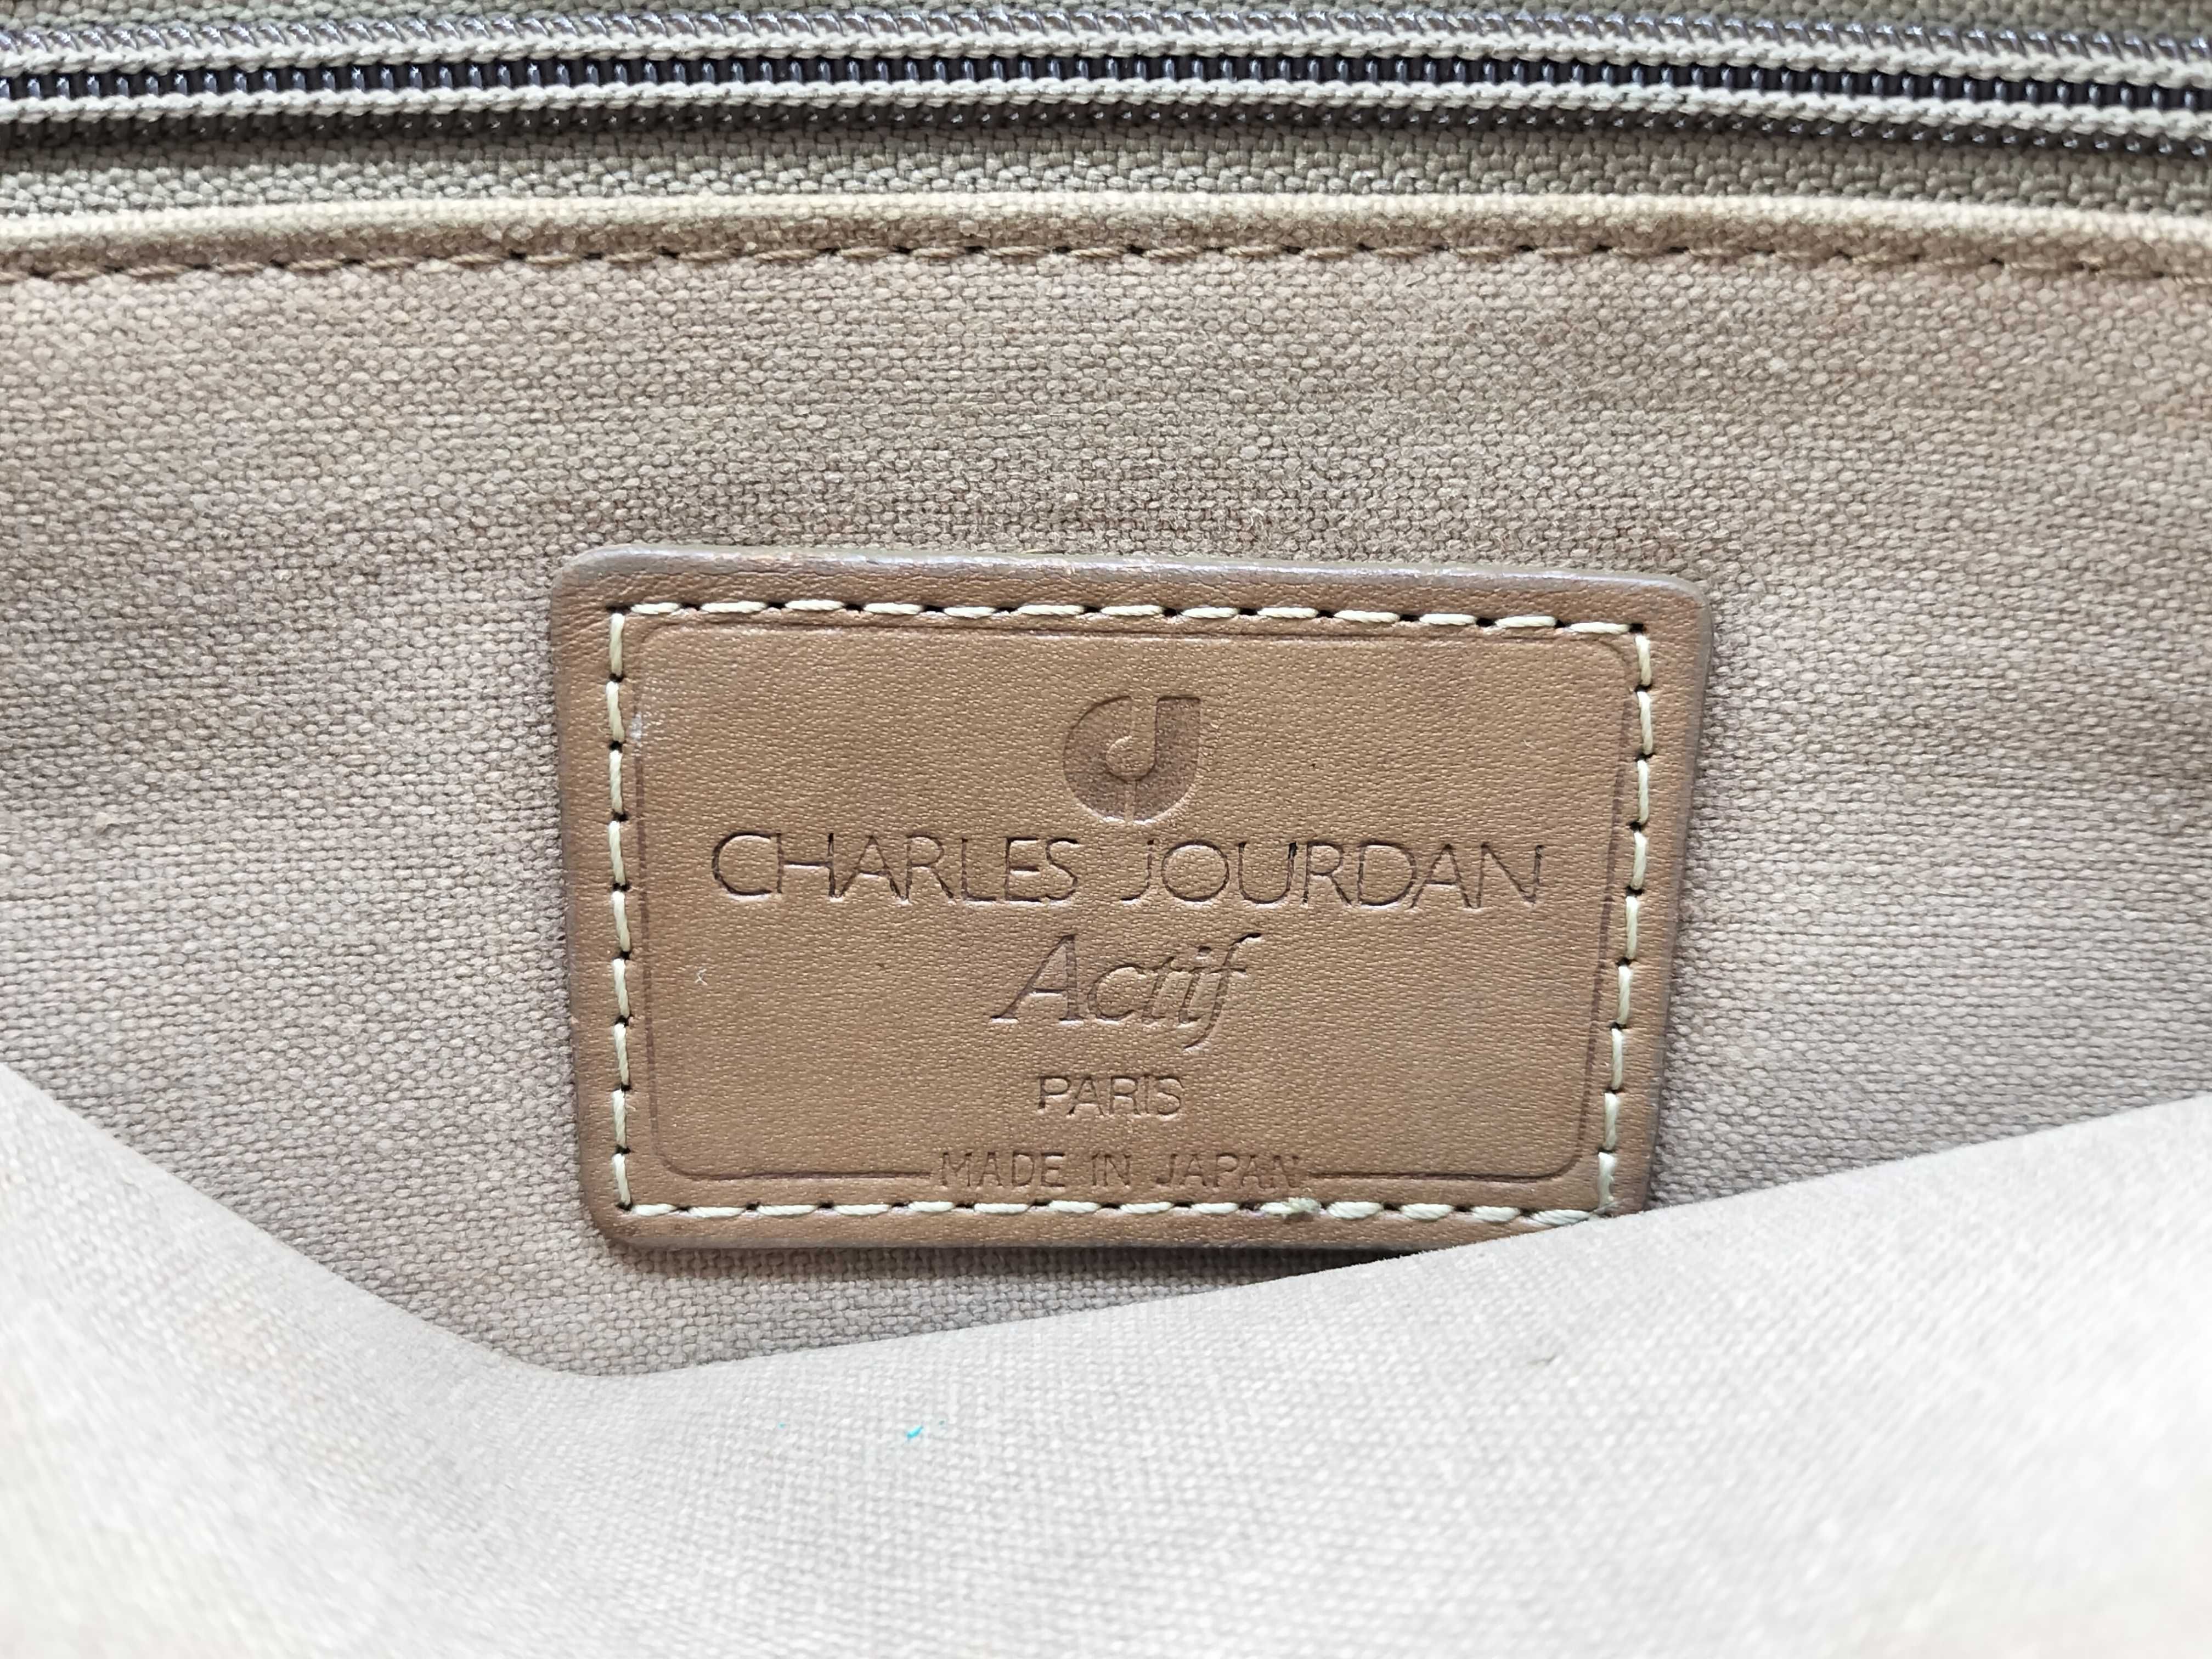 CHARLES JOURDAN
Actif
PARIS
MADE IN JAPAN